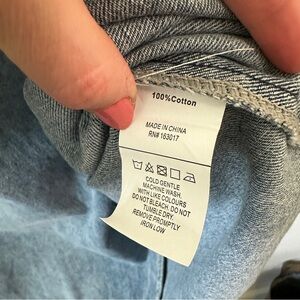 100%Cotton
MADE IN CHINA
RN# 163017
COLD GENTLE
MACHINE WASH
WITH LIKE COLOURS
DO NOT BLEACH. DO NOT
TUMBLE DRY.
REMOVE PROMPTLY
IRON LOW